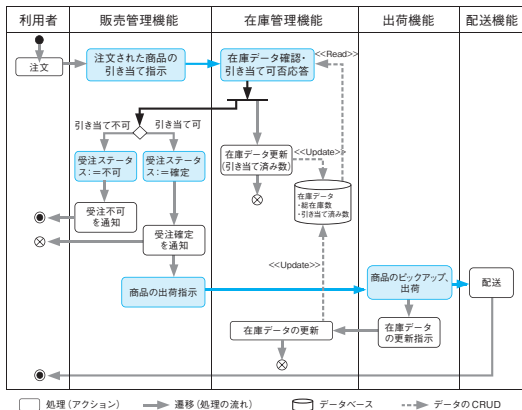 利用者
販売管理機能
在庫管理機能
出荷機能
配送機能
注文
注文された商品の
引き当て指示
在庫データ確認・
引き当て可否応答
<<Read>>
引き当て不可
引き当て可
受注ステータ
ス:=不可
受注ステータ
ス:=確定
在庫データ更新
(引き当て済み数)
<<Update>>
在庫データ
・総在庫数
・引き当て済み数
受注不可
を通知
受注確定
を通知
<<Update>>
商品の出荷指示
商品のピックアップ、
出荷
配送
在庫データの更新
在庫データ
の更新指示
処理(アクション)
遷移(処理の流れ)
データベース
データのCRUD